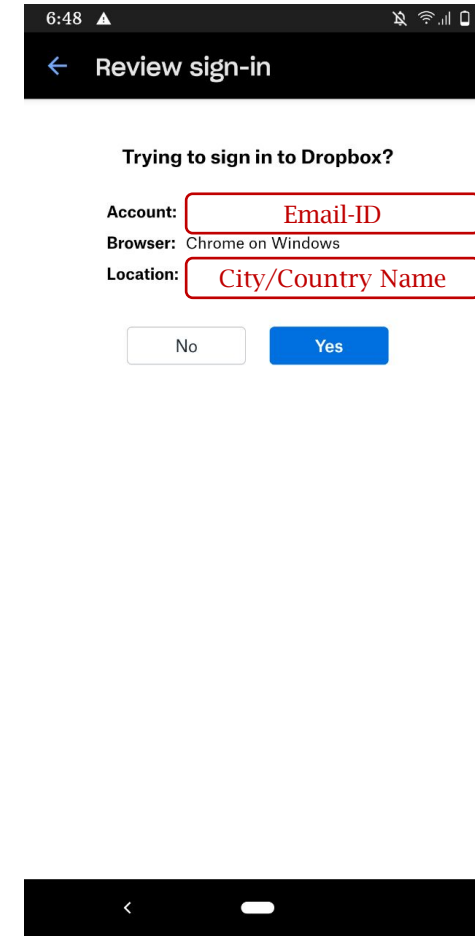 6:48
Review sign-in
Trying to sign in to Dropbox?
Account: Email-ID
Browser: Chrome on Windows
Location: City/Country Name
No Yes